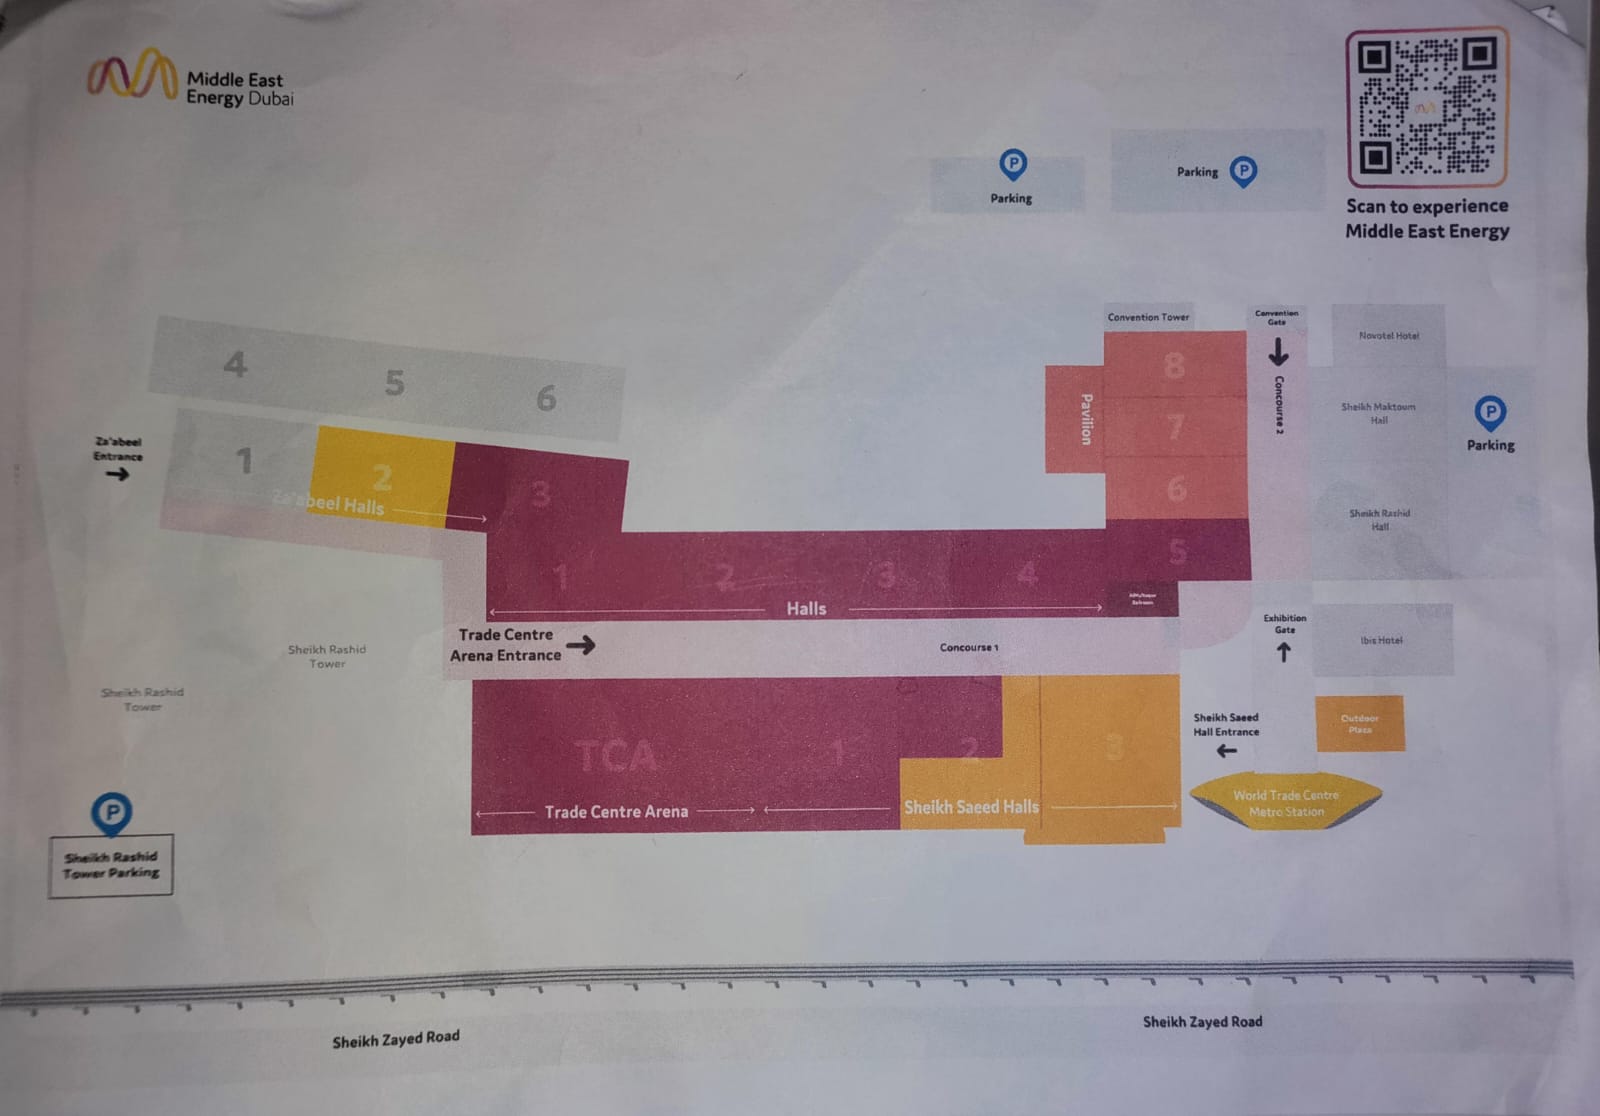 Middle East
Energy Dubai
Scan to experience
Middle East Energy
P
Parking
Parking P
Convention Tower
Convention
Gate
Concourse 2
Novotel Hotel
Sheikh Maktoum
Hall
Sheikh Rashid
Hall
P
Parking
8
7
6
5
Pavilion
4
5
6
Za'abeel
Entrance
1
2
3
Za'abeel Halls
1
2
3
4
Halls
Trade Centre
Arena Entrance
Concourse 1
Exhibition
Gate
Ibis Hotel
Sheikh Rashid
Tower
Sheikh Rashid
Tower
TCA
1
2
3
Trade Centre Arena
Sheikh Saeed Halls
Sheikh Saeed
Hall Entrance
Outdoor
Plaza
World Trade Centre
Metro Station
P
Sheikh Rashid
Tower Parking
Sheikh Zayed Road
Sheikh Zayed Road